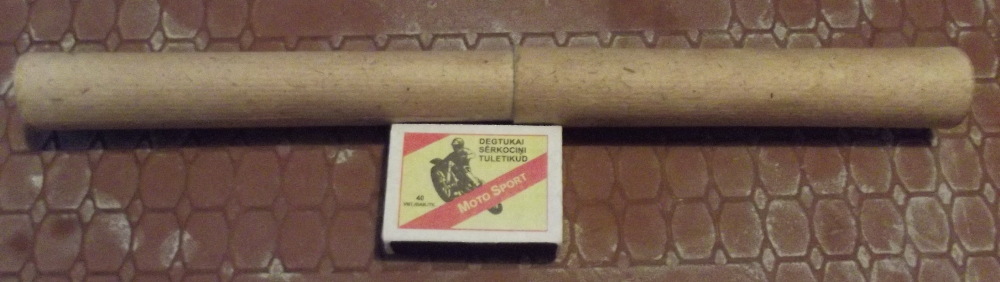 DEGTUKAI
SĒRKOCIŅI
TULETIKUD
MOTO SPORT
40